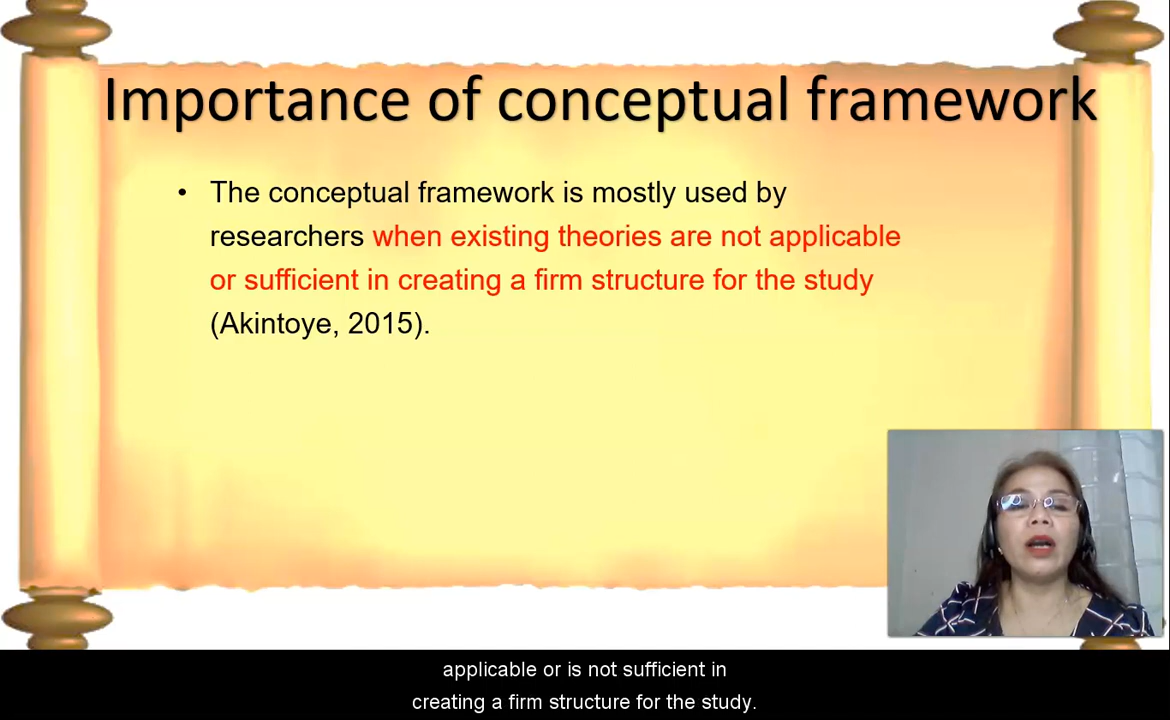 Importance of conceptual framework
• The conceptual framework is mostly used by
researchers when existing theories are not applicable
or sufficient in creating a firm structure for the study
(Akintoye, 2015).
applicable or is not sufficient in
creating a firm structure for the study.